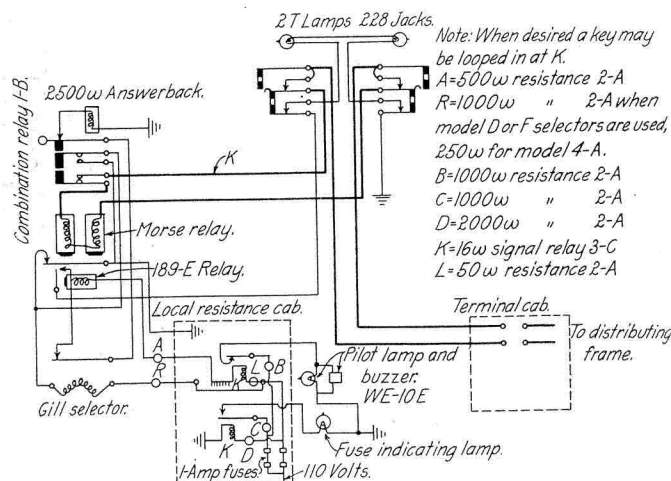 2 T Lamps 228 Jacks.
Note: When desired a key may
be looped in at K.
A=500ω resistance 2-A
R=1000ω " 2-A when
model D or F selectors are used,
250ω for model 4-A.
B=1000ω resistance 2-A
C=1000ω " 2-A
D=2000ω " 2-A
K=16ω signal relay 3-C
L=50ω resistance 2-A
Combination relay 1-B.
2500ω Answerback.
K
Morse relay.
189-E Relay.
Local resistance cab.
A
R
L
B
K
Gill selector.
C
K
D
1-Amp fuses.
110 Volts.
Pilot lamp and
buzzer.
WE-10E
A
Fuse indicating lamp.
Terminal cab.
To distributing
frame.